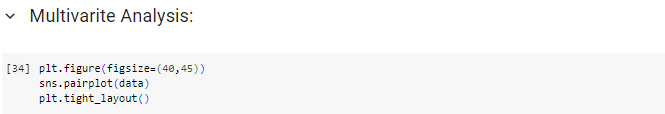 Multivarite Analysis:
[34] plt.figure(figsize=(40,45))
sns.pairplot(data)
plt.tight_layout()